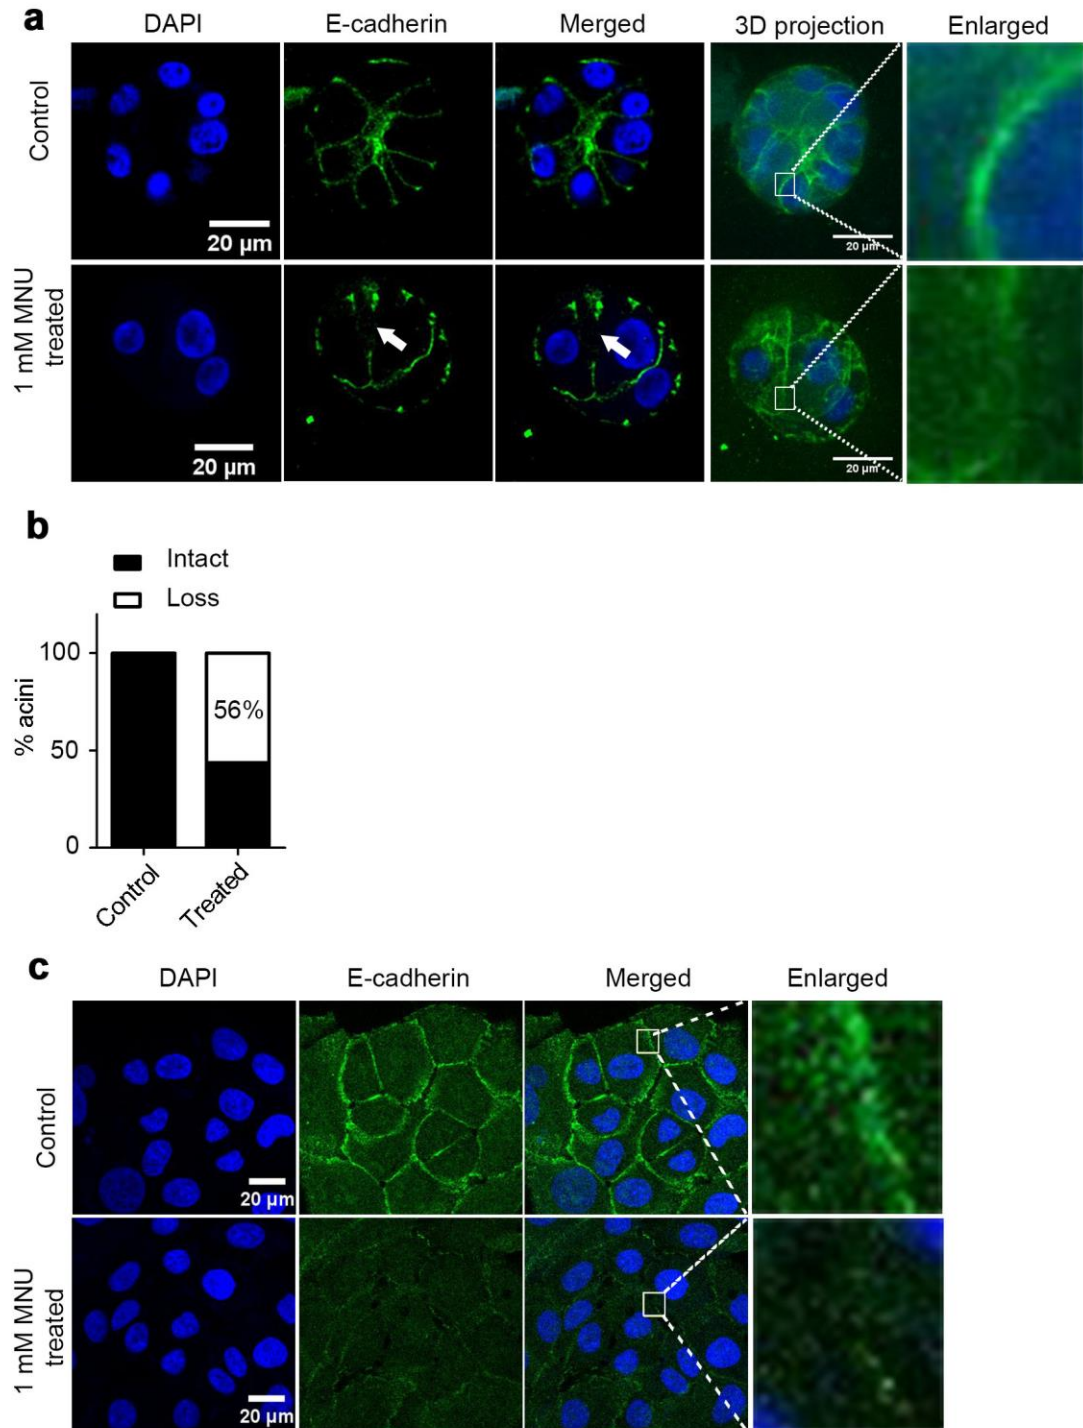 a
DAPI E-cadherin Merged 3D projection Enlarged
Control
20 µm
20 µm
1 mM MNU
treated
20 µm
20 µm
b
Intact
Loss
100
56%
% acini
50
0
Control
Treated
c
DAPI E-cadherin Merged Enlarged
Control
20 µm
1 mM MNU
treated
20 µm